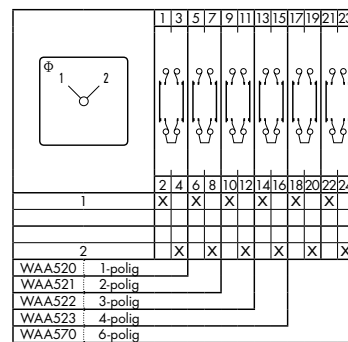 1 3 5 7 9 11 13 15 17 19 21 23
Φ
1 2
2 4 6 8 10 12 14 16 18 20 22 24
1 X X X X X X
2 X X X X X X
WAA520 1-polig
WAA521 2-polig
WAA522 3-polig
WAA523 4-polig
WAA570 6-polig